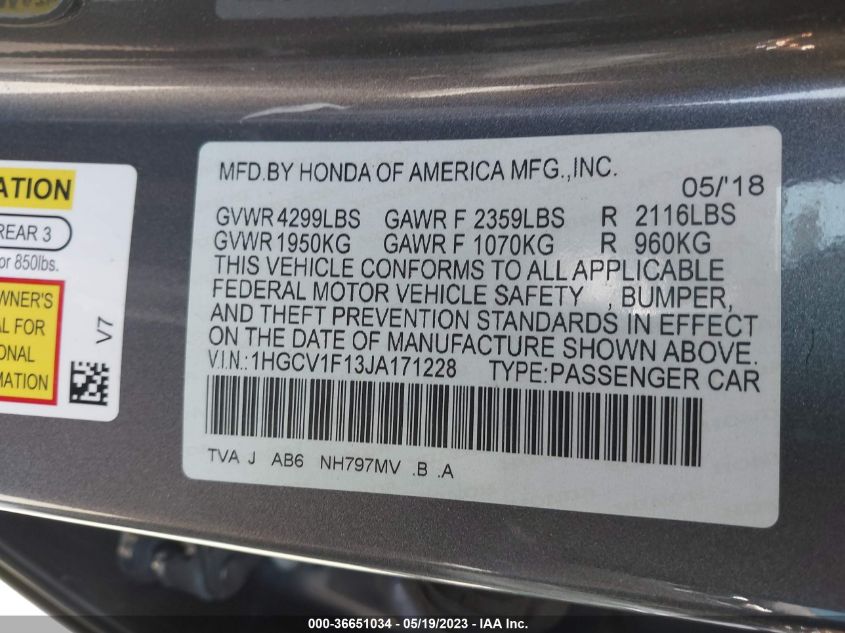 MFD.BY HONDA OF AMERICA MFG.,INC.
05/'18
GVWR 4299LBS GAWR F 2359LBS R 2116LBS
GVWR 1950KG GAWR F 1070KG R 960KG
THIS VEHICLE CONFORMS TO ALL APPLICABLE
FEDERAL MOTOR VEHICLE SAFETY , BUMPER,
AND THEFT PREVENTION STANDARDS IN EFFECT
ON THE DATE OF MANUFACTURE SHOWN ABOVE.
V.I.N.:1HGCV1F13JA171228 TYPE:PASSENGER CAR
TVA J AB6 NH797MV .B .A
ATION
REAR 3
or 850lbs.
WNER'S
AL FOR
ONAL
MATION
V7
000-36651034 - 05/19/2023 - IAA Inc.